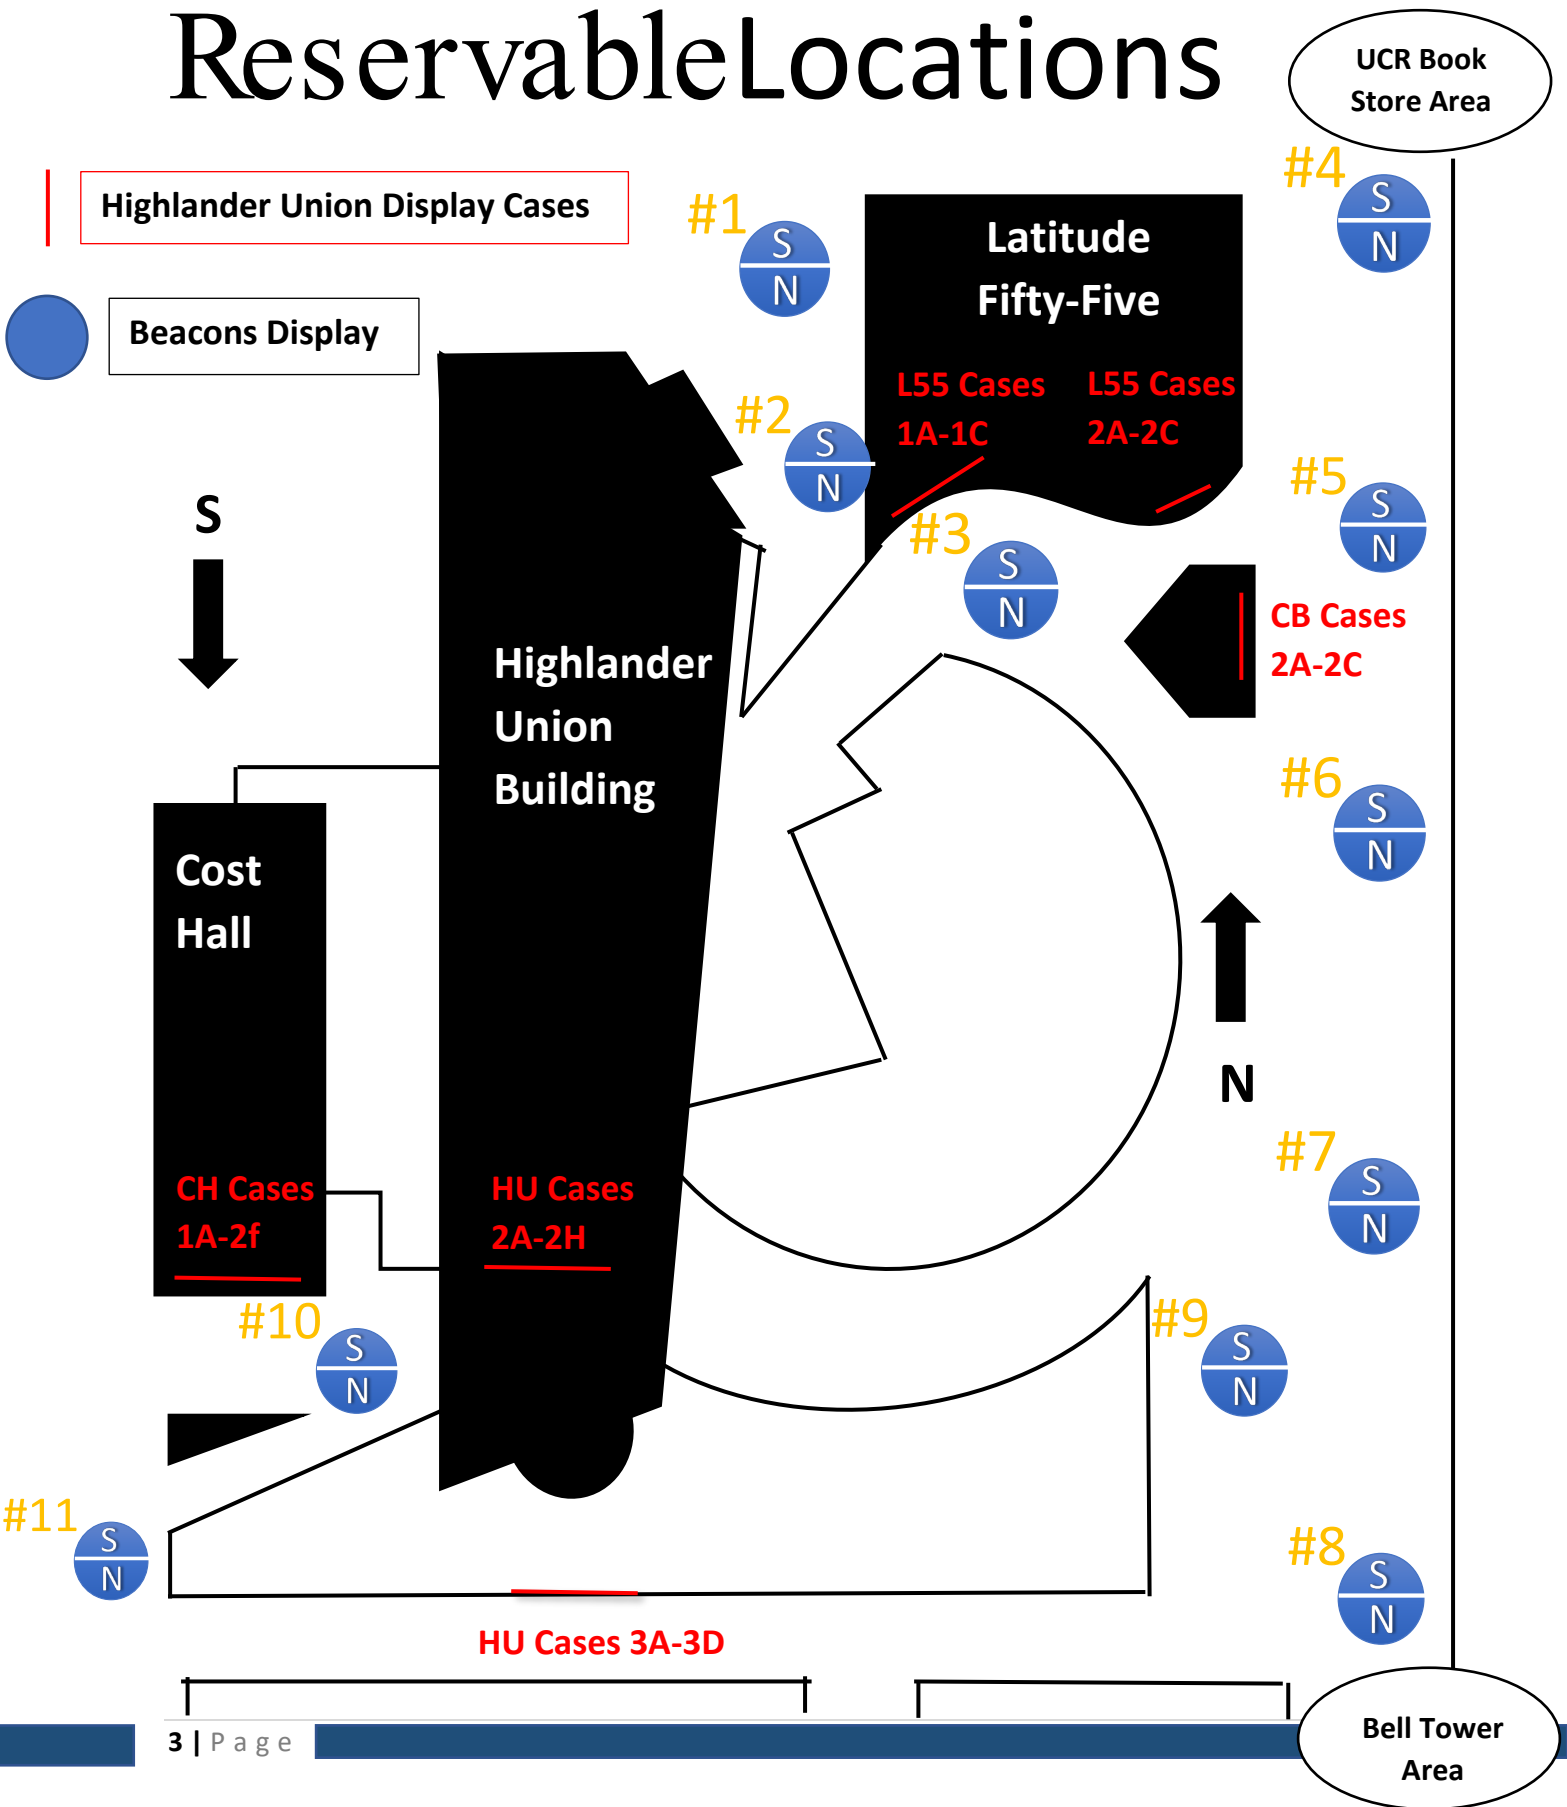 ReservableLocations
UCR Book
Store Area
Highlander Union Display Cases
Beacons Display
#1
S
N
#4
S
N
Latitude
Fifty-Five
L55 Cases
1A-1C
L55 Cases
2A-2C
#2
S
N
#3
S
N
#5
S
N
S
CB Cases
2A-2C
Highlander
Union
Building
#6
S
N
Cost
Hall
N
#7
S
N
CH Cases
1A-2f
HU Cases
2A-2H
#10
S
N
#9
S
N
#11
S
N
#8
S
N
HU Cases 3A-3D
3 | Page
Bell Tower
Area